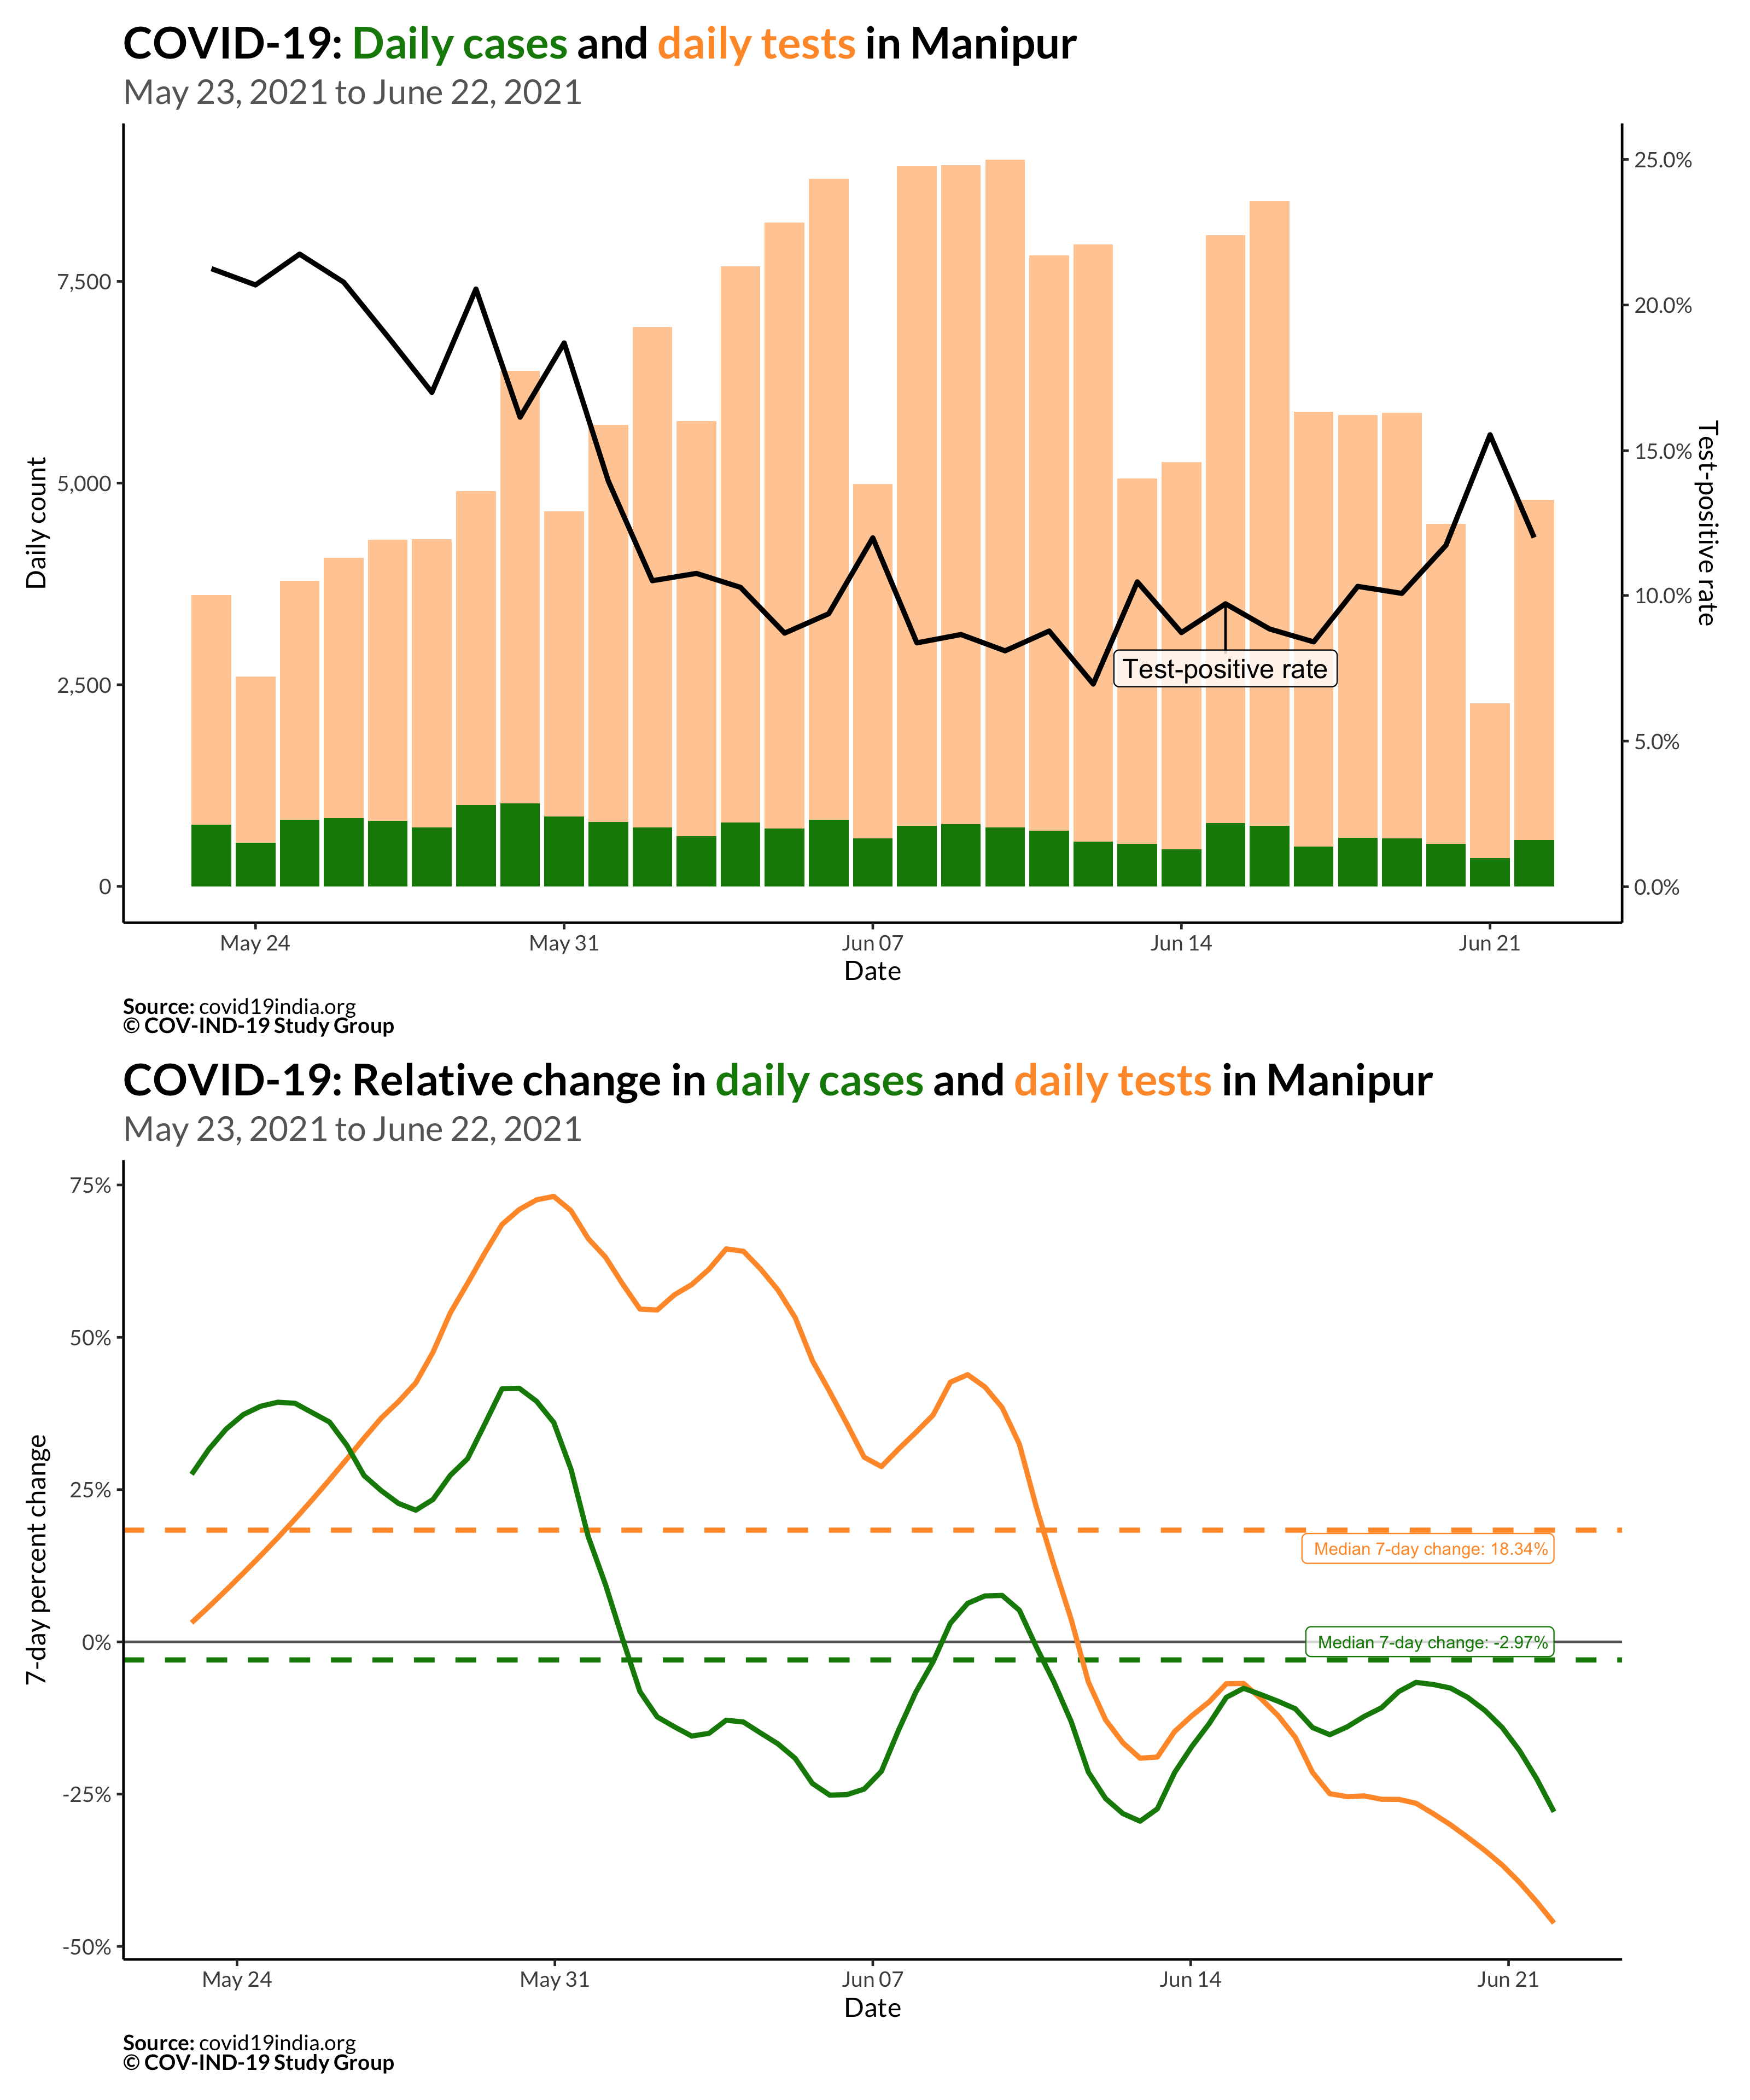 COVID-19: Daily cases and daily tests in Manipur
May 23, 2021 to June 22, 2021
Daily count
7,500
5,000
2,500
0
25.0%
20.0%
15.0%
10.0%
5.0%
0.0%
Test-positive rate
Test-positive rate
May 24 May 31 Jun 07 Jun 14 Jun 21
Date
Source: covid19india.org
© COV-IND-19 Study Group
COVID-19: Relative change in daily cases and daily tests in Manipur
May 23, 2021 to June 22, 2021
7-day percent change
75%
50%
25%
0%
-25%
-50%
Median 7-day change: 18.34%
Median 7-day change: -2.97%
May 24 May 31 Jun 07 Jun 14 Jun 21
Date
Source: covid19india.org
© COV-IND-19 Study Group